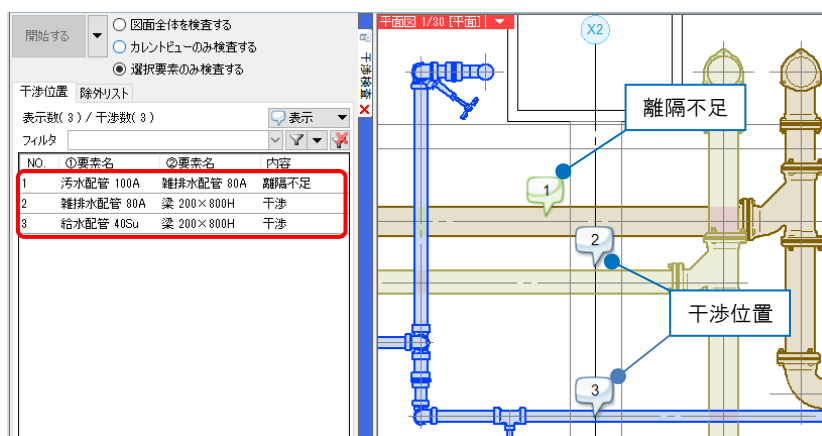 開始する
図面全体を検査する
カレントビューのみ検査する
選択要素のみ検査する
干渉位置 除外リスト
表示数( 3 ) / 干渉数( 3 )
表示
フィルタ
NO. ①要素名 ②要素名 内容
1 汚水配管 100A 雑排水配管 80A 離隔不足
2 雑排水配管 80A 梁 200×800H 干渉
3 給水配管 40Su 梁 200×800H 干渉
干渉検査
平面図 1/30 [平面]
X2
離隔不足
1
2
干渉位置
3